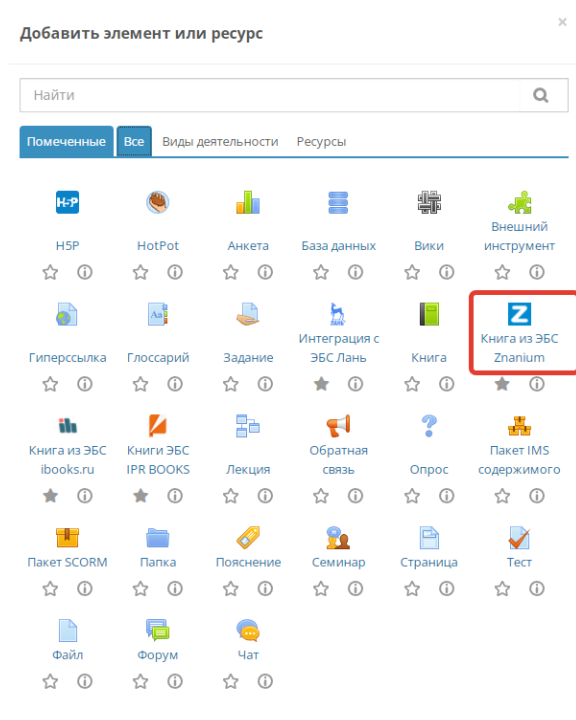 Добавить элемент или ресурс
×
Найти
Помеченные Все Виды деятельности Ресурсы
H5P
Внешний
H5P HotPot Анкета База данных Вики инструмент
Aa
Z
Интеграция с Книга из ЭБС
Гиперссылка Глоссарий Задание ЭБС Лань Книга Znanium
Книга из ЭБС Книги ЭБС Обратная Пакет IMS
ibooks.ru IPR BOOKS Лекция связь Опрос содержимого
Пакет SCORM Папка Пояснение Семинар Страница Тест
Файл Форум Чат